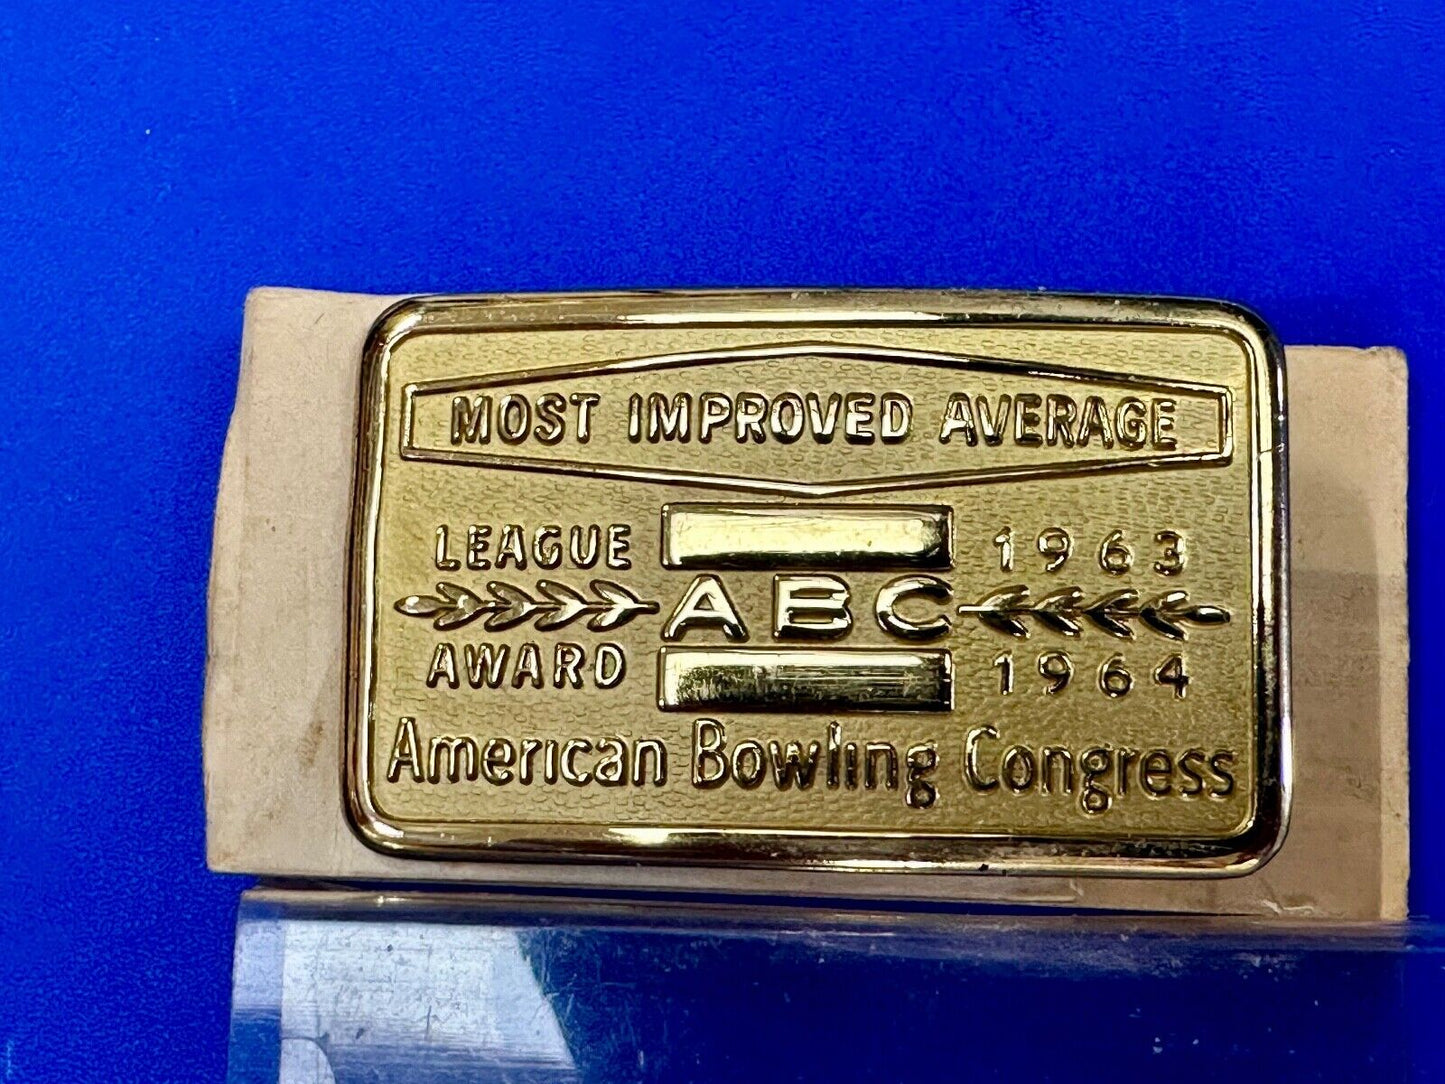 MOST IMPROVED AVERAGE
LEAGUE 1963
ABC
AWARD 1964
American Bowling Congress